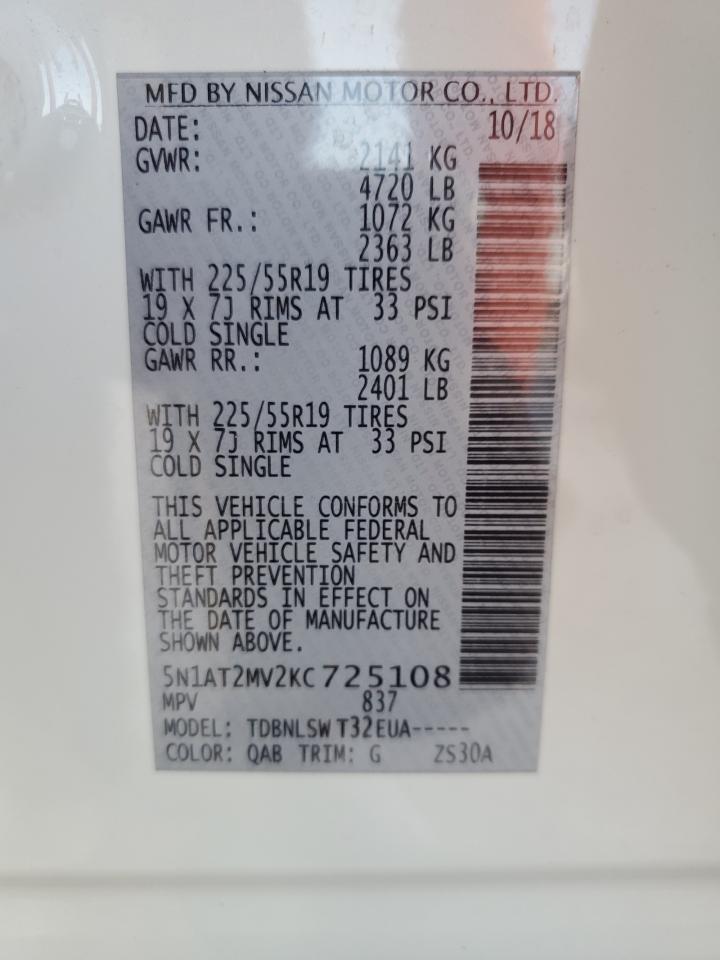 MFD BY NISSAN MOTOR CO., LTD.
DATE: 10/18
GVWR: 2141 KG
4720 LB
GAWR FR.: 1072 KG
2363 LB
WITH 225/55R19 TIRES
19 X 7J RIMS AT 33 PSI
COLD SINGLE
GAWR RR.: 1089 KG
2401 LB
WITH 225/55R19 TIRES
19 X 7J RIMS AT 33 PSI
COLD SINGLE
THIS VEHICLE CONFORMS TO
ALL APPLICABLE FEDERAL
MOTOR VEHICLE SAFETY AND
THEFT PREVENTION
STANDARDS IN EFFECT ON
THE DATE OF MANUFACTURE
SHOWN ABOVE.
5N1AT2MV2KC725108
MPV 837
MODEL: TDBNLSW T32EUA-----
COLOR: QAB TRIM: G ZS30A